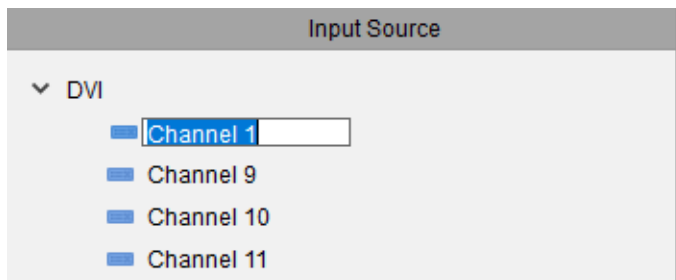 Input Source
DVI
Channel 1
Channel 9
Channel 10
Channel 11